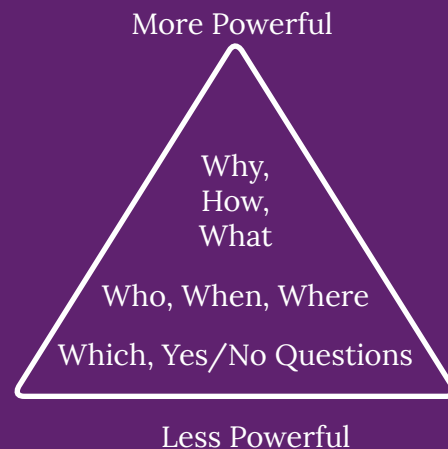 More Powerful
Why,
How,
What
Who, When, Where
Which, Yes/No Questions
Less Powerful